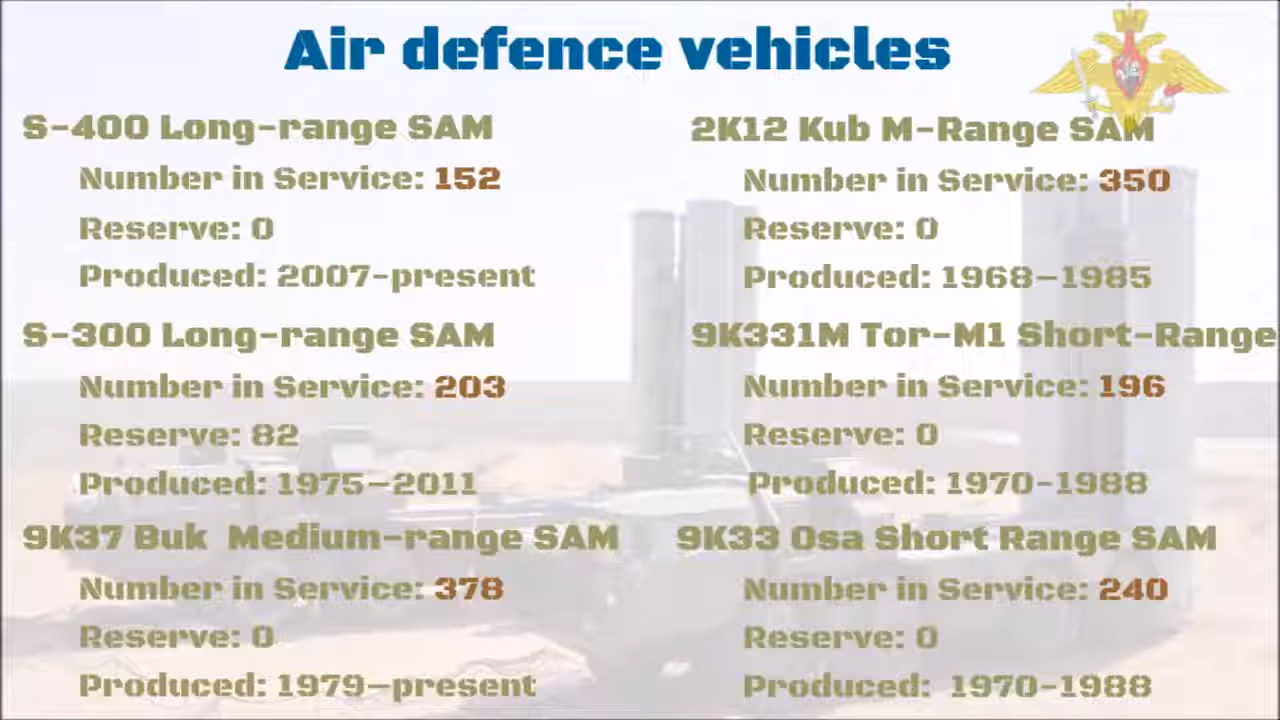 Air defence vehicles
S-400 Long-range SAM
Number in Service: 152
Reserve: 0
Produced: 2007-present
S-300 Long-range SAM
Number in Service: 203
Reserve: 82
Produced: 1975–2011
9K37 Buk  Medium-range SAM
Number in Service: 378
Reserve: 0
Produced: 1979–present
2K12 Kub M-Range SAM
Number in Service: 350
Reserve: 0
Produced: 1968–1985
9K331M Tor-M1 Short-Range
Number in Service: 196
Reserve: 0
Produced: 1970-1988
9K33 Osa Short Range SAM
Number in Service: 240
Reserve: 0
Produced:  1970-1988